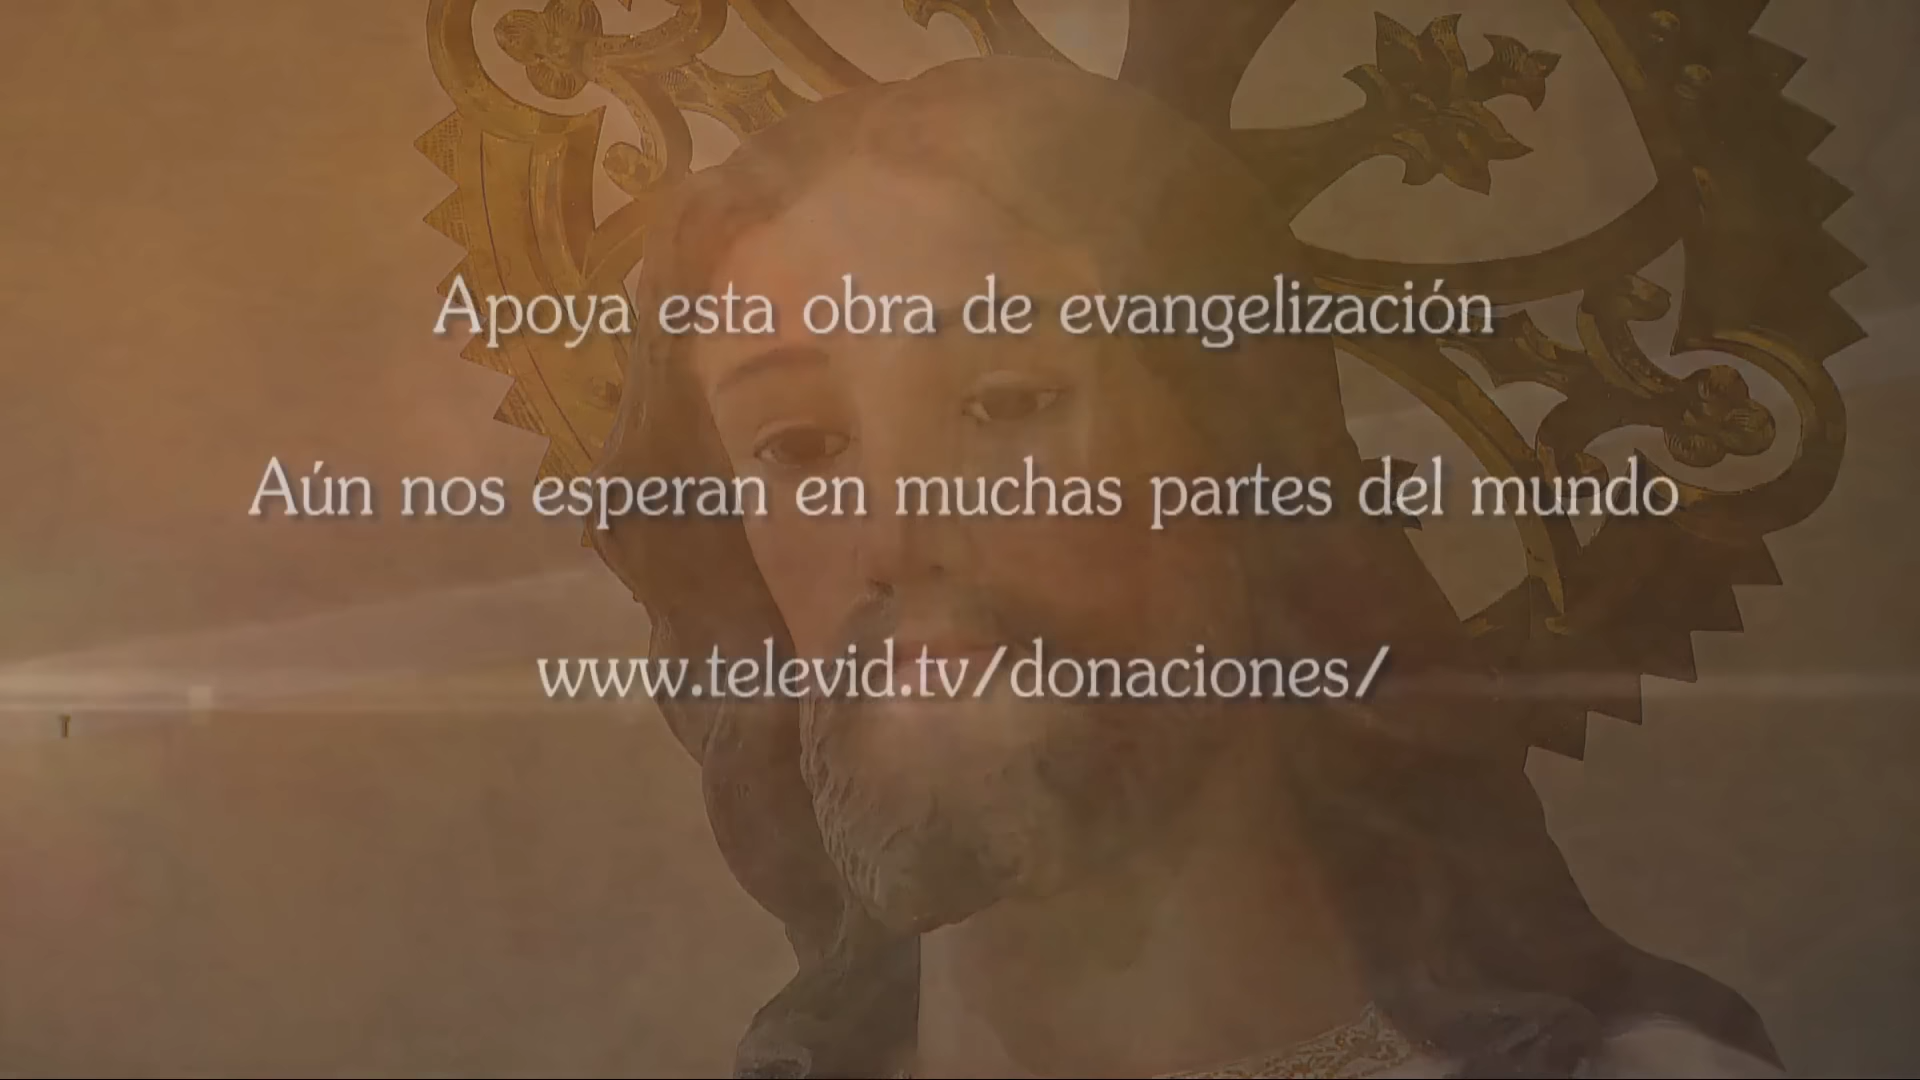 Apoya esta obra de evangelización
Aún nos esperan en muchas partes del mundo
www.televid.tv/donaciones/